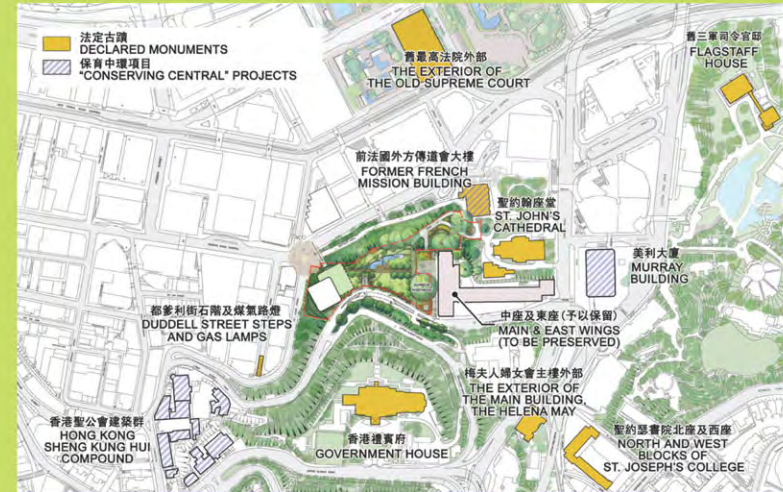 法定古蹟
DECLARED MONUMENTS
保育中環項目
"CONSERVING CENTRAL" PROJECTS
舊最高法院外部
THE EXTERIOR OF
THE OLD SUPREME COURT
舊三軍司令官邸
FLAGSTAFF
HOUSE
前法國外方傳道會大樓
FORMER FRENCH
MISSION BUILDING
聖約翰座堂
ST. JOHN'S
CATHEDRAL
美利大廈
MURRAY
BUILDING
都爹利街石階及煤氣路燈
DUDDELL STREET STEPS
AND GAS LAMPS
中座及東座(予以保留)
MAIN & EAST WINGS
(TO BE PRESERVED)
梅夫人婦女會主樓外部
THE EXTERIOR OF
THE MAIN BUILDING,
THE HELENA MAY
香港聖公會建築群
HONG KONG
SHENG KUNG HUI
COMPOUND
香港禮賓府
GOVERNMENT HOUSE
聖約瑟書院北座及西座
NORTH AND WEST
BLOCKS OF
ST. JOSEPH'S COLLEGE